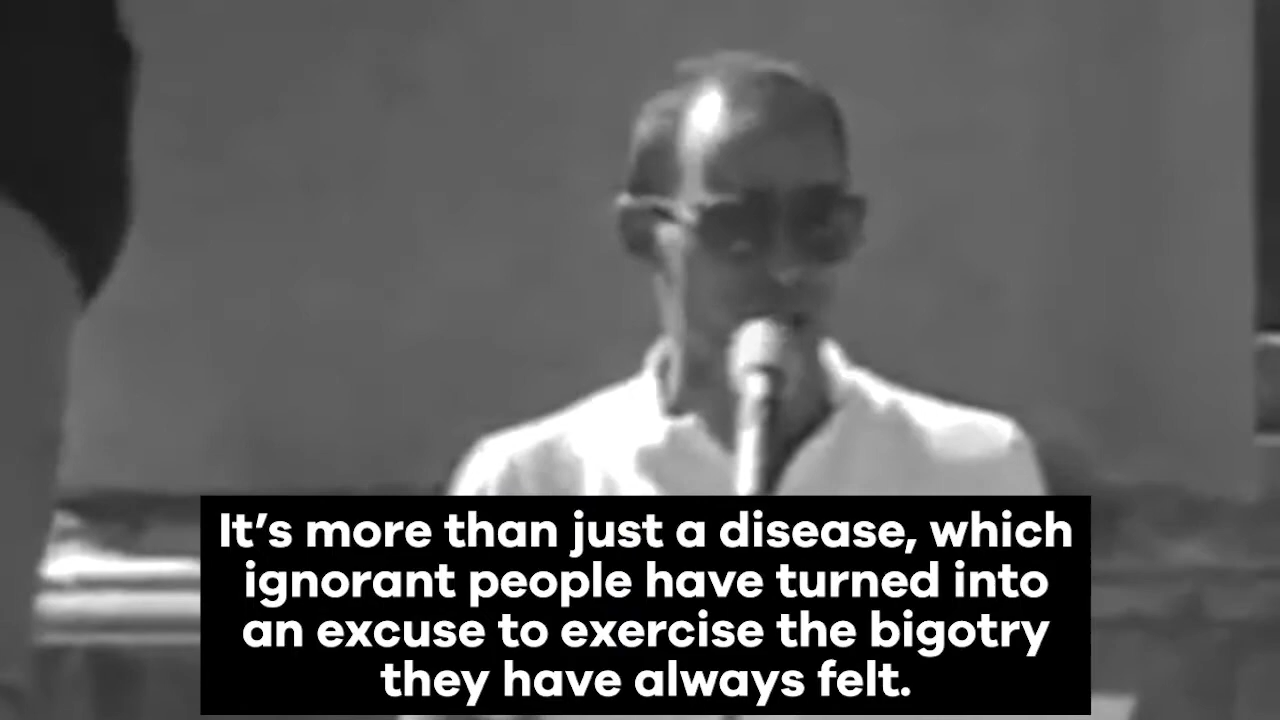 It’s more than just a disease, which
ignorant people have turned into
an excuse to exercise the bigotry
they have always felt.